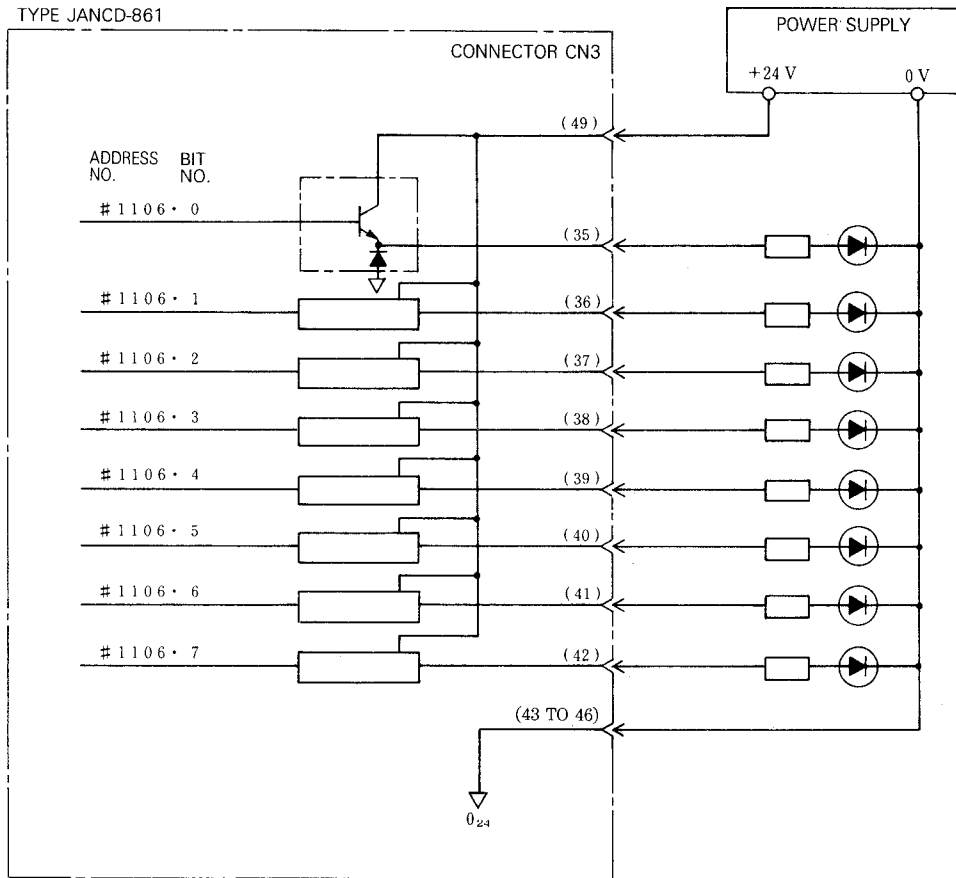 TYPE JANCD-861
POWER SUPPLY
CONNECTOR CN3
+24 V
0 V
(49)
ADDRESS NO.
BIT NO.
#1106・0
(35)
#1106・1
(36)
#1106・2
(37)
#1106・3
(38)
#1106・4
(39)
#1106・5
(40)
#1106・6
(41)
#1106・7
(42)
(43 TO 46)
0₂₄